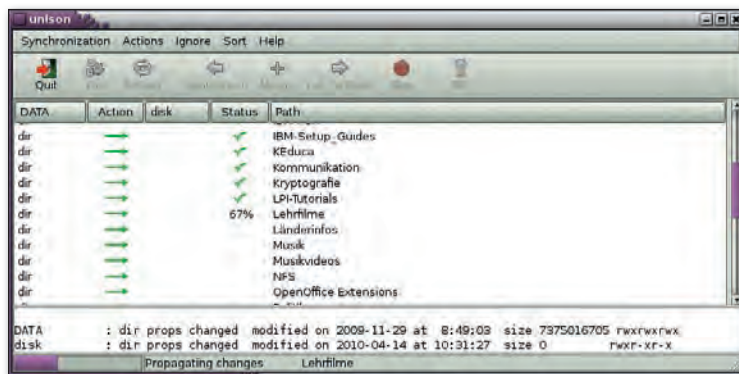 unison
Synchronization Actions Ignore Sort Help
Quit
DATA Action disk Status Path
dir IBM-Setup_Guides
dir KEduca
dir Kommunikation
dir Kryptografie
dir LPI-Tutorials
dir 67% Lehrfilme
dir Länderinfos
dir Musik
dir Musikvideos
dir NFS
dir OpenOffice Extensions
DATA : dir props changed modified on 2009-11-29 at 8:49:03 size 7375016705 rwxrwxrwx
disk : dir props changed modified on 2010-04-14 at 10:31:27 size 0 rwxr-xr-x
Propagating changes Lehrfilme